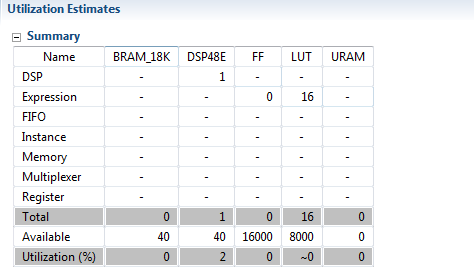 Utilization Estimates
Summary
Name BRAM_18K DSP48E FF LUT URAM
DSP - 1 - - -
Expression - - 0 16 -
FIFO - - - - -
Instance - - - - -
Memory - - - - -
Multiplexer - - - - -
Register - - - - -
Total 0 1 0 16 0
Available 40 40 16000 8000 0
Utilization (%) 0 2 0 ~0 0